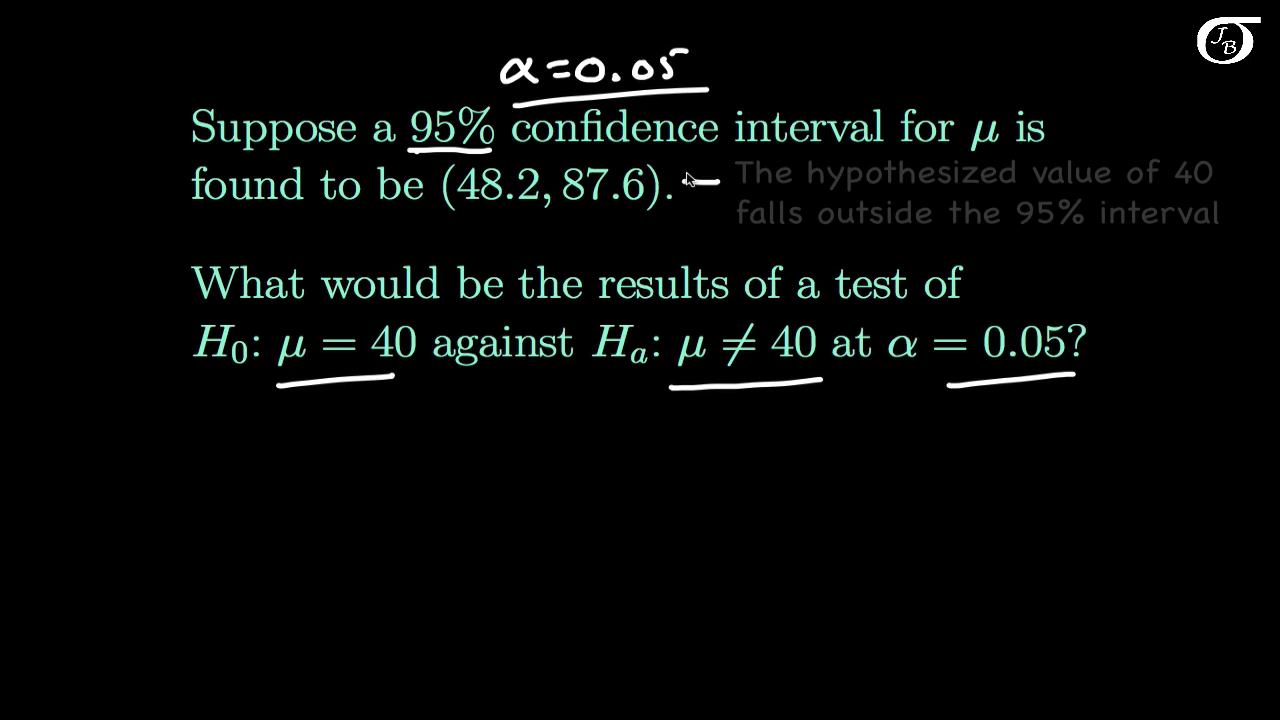 JB
α=0.05
Suppose a 95% confidence interval for μ is
found to be (48.2, 87.6).
The hypothesized value of 40
falls outside the 95% interval
What would be the results of a test of
H₀: μ = 40 against Hₐ: μ ≠ 40 at α = 0.05?